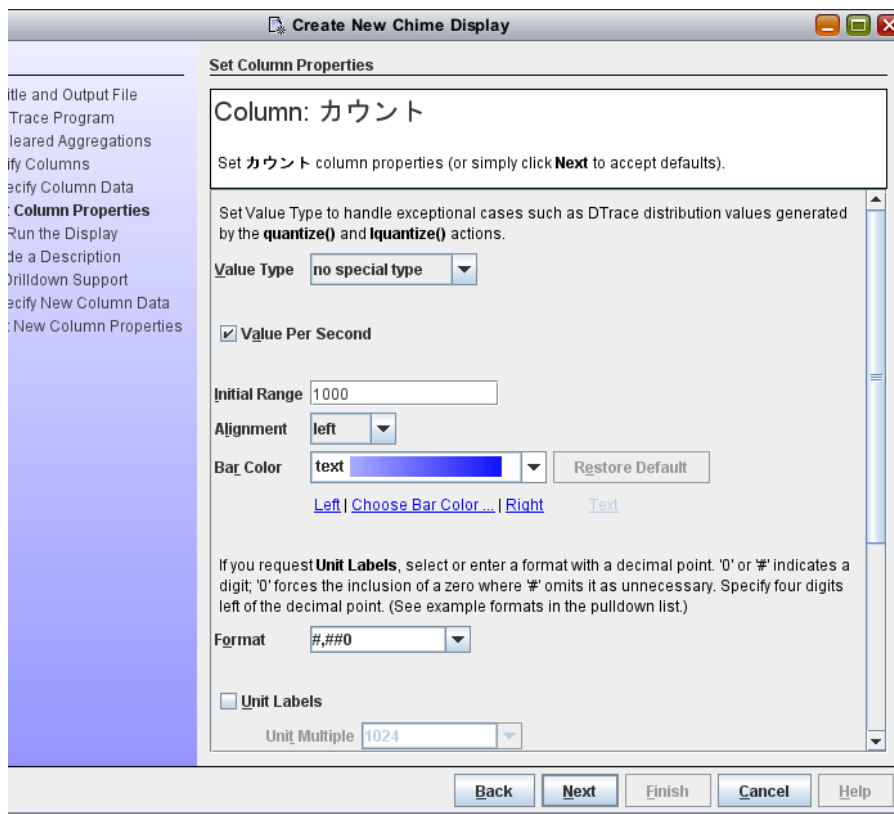 Create New Chime Display
itle and Output File
Trace Program
leared Aggregations
ify Columns
ecify Column Data
: Column Properties
Run the Display
de a Description
Drilldown Support
ecify New Column Data
: New Column Properties
Set Column Properties
Column: カウント
Set カウント column properties (or simply click Next to accept defaults).
Set Value Type to handle exceptional cases such as DTrace distribution values generated
by the quantize() and lquantize() actions.
Value Type no special type
Value Per Second
Initial Range 1000
Alignment left
Bar Color text Restore Default
Left | Choose Bar Color ... | Right Text
If you request Unit Labels, select or enter a format with a decimal point. '0' or '#' indicates a
digit; '0' forces the inclusion of a zero where '#' omits it as unnecessary. Specify four digits
left of the decimal point. (See example formats in the pulldown list.)
Format #,##0
Unit Labels
Unit Multiple 1024
Back Next Finish Cancel Help